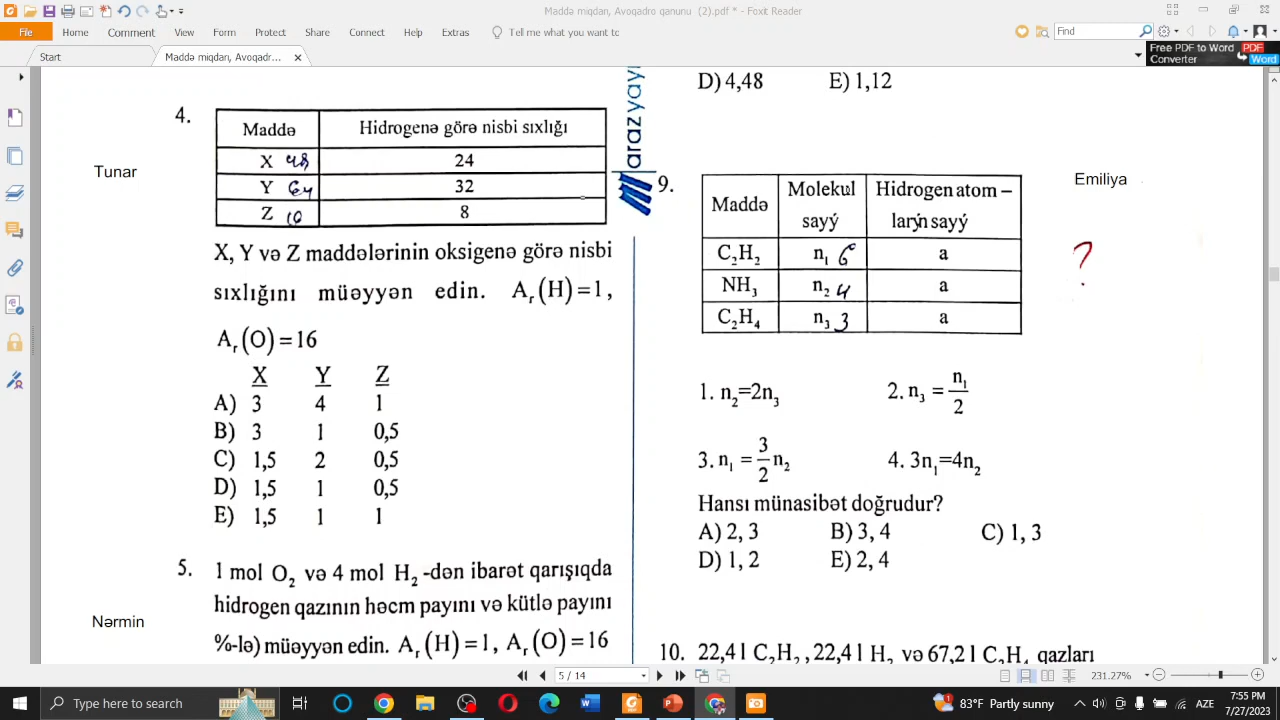 Maddə miqdarı, Avoqadro qanunu (2).pdf * - Foxit Reader
File Home Comment View Form Protect Share Connect Help Extras Tell me what you want to Find
Start Maddə miqdarı, Avoqadr...
Free PDF to Word Converter PDF Word
Tunar
4.
Maddə Hidrogenə görə nisbi sıxlığı
X 48 24
Y 64 32
Z 16 8
X, Y və Z maddələrinin oksigenə görə nisbi
sıxlığını müəyyən edin. Aᵣ(H)=1,
Aᵣ(O)=16
X Y Z
A) 3 4 1
B) 3 1 0,5
C) 1,5 2 0,5
D) 1,5 1 0,5
E) 1,5 1 1
Nərmin
5. 1 mol O₂ və 4 mol H₂-dən ibarət qarışıqda
hidrogen qazının həcm payını və kütlə payını
%-lə) müəyyən edin. Aᵣ(H)=1, Aᵣ(O)=16
araz yayı
D) 4,48 E) 1,12
Emiliya
?
9.
Maddə Molekul sayý Hidrogen atom–larýn sayý
C₂H₂ n₁ 6 a
NH₃ n₂ 4 a
C₂H₄ n₃ 3 a
1. n₂=2n₃ 2. n₃ = n₁/2
3. n₁ = 3/2 n₂ 4. 3n₁=4n₂
Hansı münasibət doğrudur?
A) 2, 3 B) 3, 4 C) 1, 3
D) 1, 2 E) 2, 4
10. 22,4 l C₂H₂, 22,4 l H₂ və 67,2 l C₂H₄ qazları
5 / 14
231.27%
Type here to search
83°F Partly sunny
AZE
7:55 PM
7/27/2023